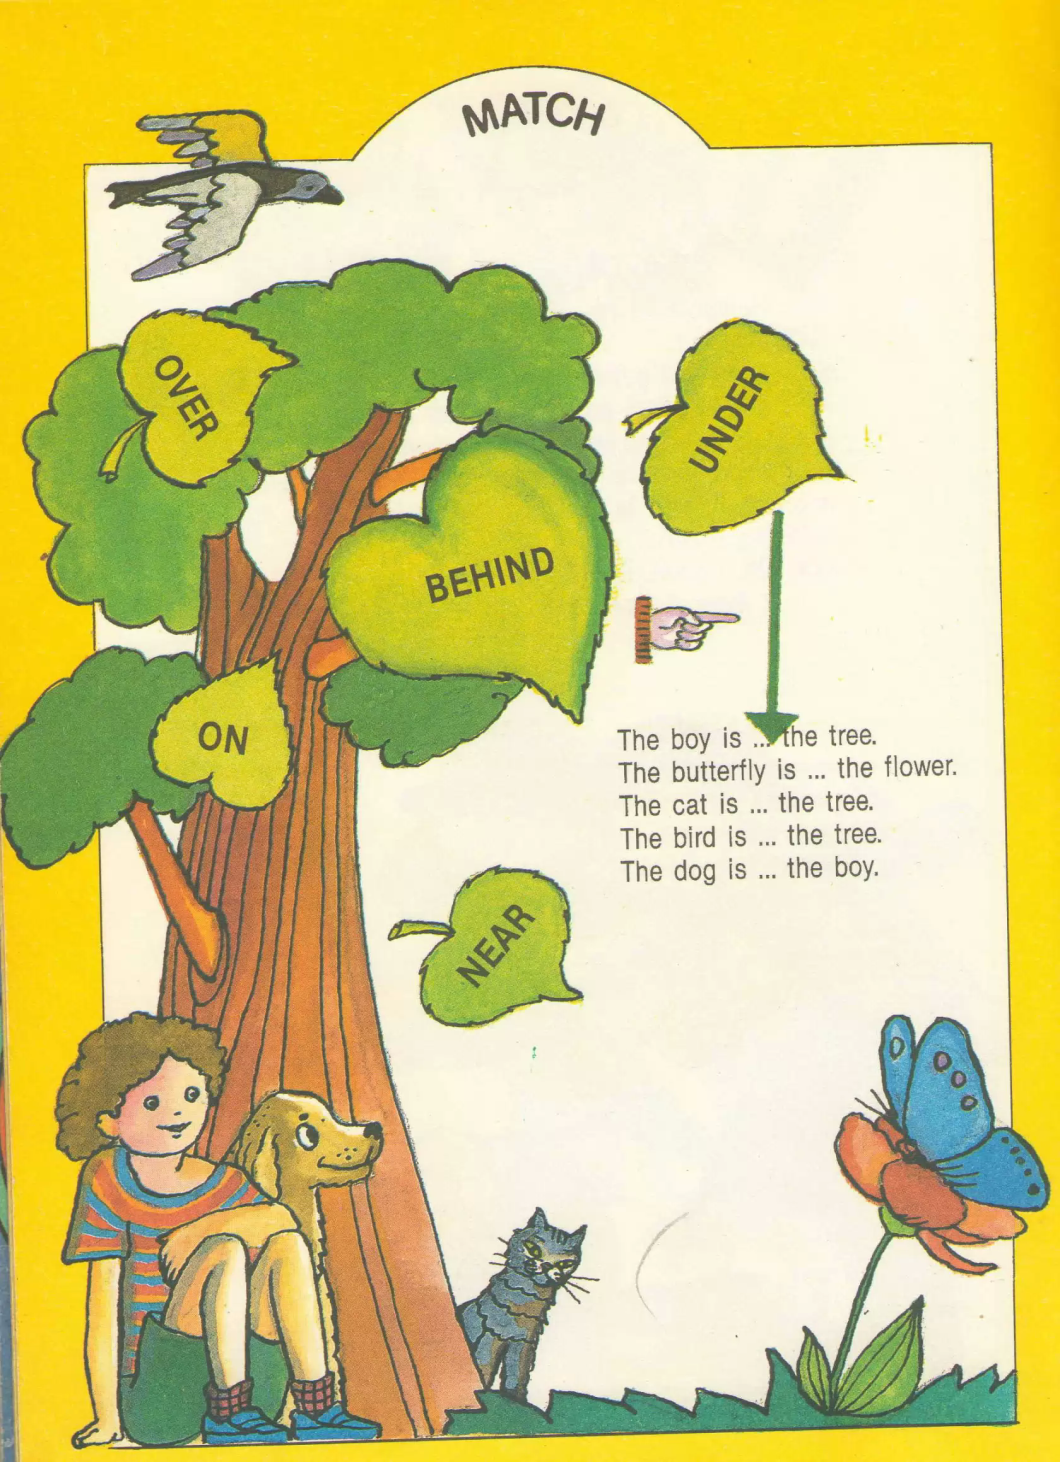 MATCH
OVER
UNDER
BEHIND
ON
The boy is ... the tree.
The butterfly is ... the flower.
The cat is ... the tree.
The bird is ... the tree.
The dog is ... the boy.
NEAR